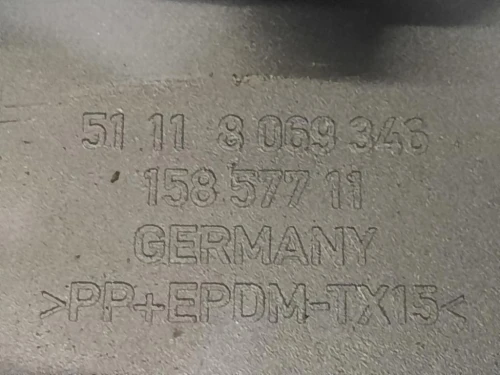 51 11 8 069 346
158 577 11
GERMANY
>PP+EPDM-TX15<